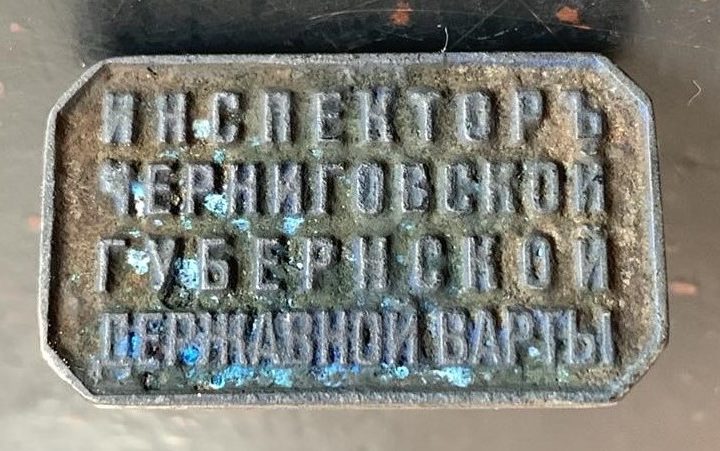 ИНСПЕКТОРЪ
ЧЕРНИГОВСКОЙ
ГУБЕРНСКОЙ
ДЕРЖАВНОЙ ВАРТЫ